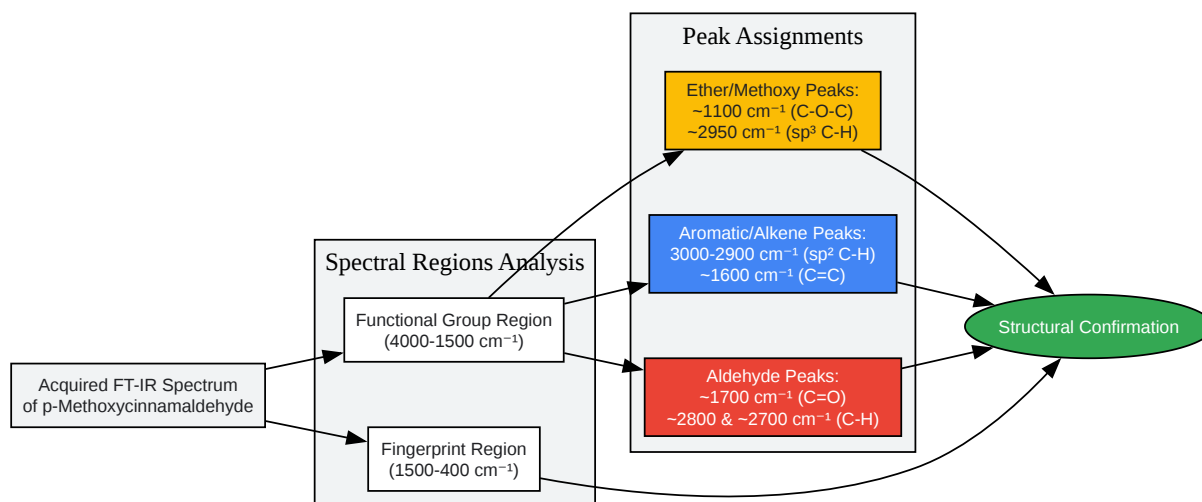 Acquired FT-IR Spectrum
of p-Methoxycinnamaldehyde
Spectral Regions Analysis
Functional Group Region
(4000-1500 cm⁻¹)
Fingerprint Region
(1500-400 cm⁻¹)
Peak Assignments
Ether/Methoxy Peaks:
~1100 cm⁻¹ (C-O-C)
~2950 cm⁻¹ (sp³ C-H)
Aromatic/Alkene Peaks:
3000-2900 cm⁻¹ (sp² C-H)
~1600 cm⁻¹ (C=C)
Aldehyde Peaks:
~1700 cm⁻¹ (C=O)
~2800 & ~2700 cm⁻¹ (C-H)
Structural Confirmation